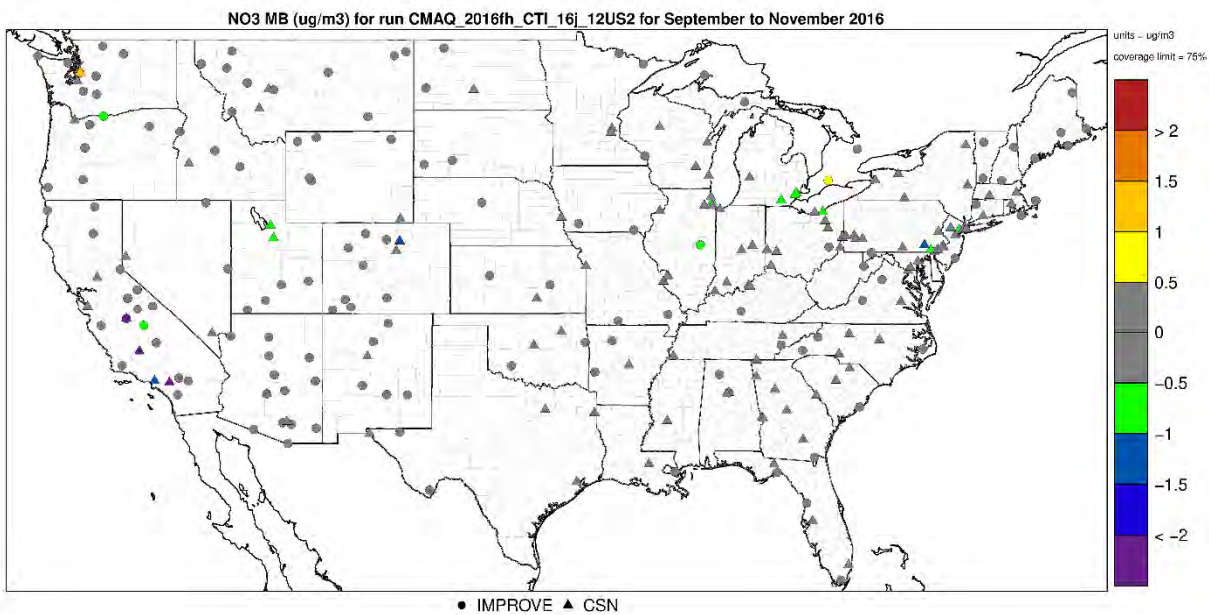 NO3 MB (ug/m3) for run CMAQ_2016fh_CTI_16j_12US2 for September to November 2016
units = ug/m3
coverage limit = 75%
> 2
1.5
1
0.5
0
−0.5
−1
−1.5
< −2
● IMPROVE ▲ CSN